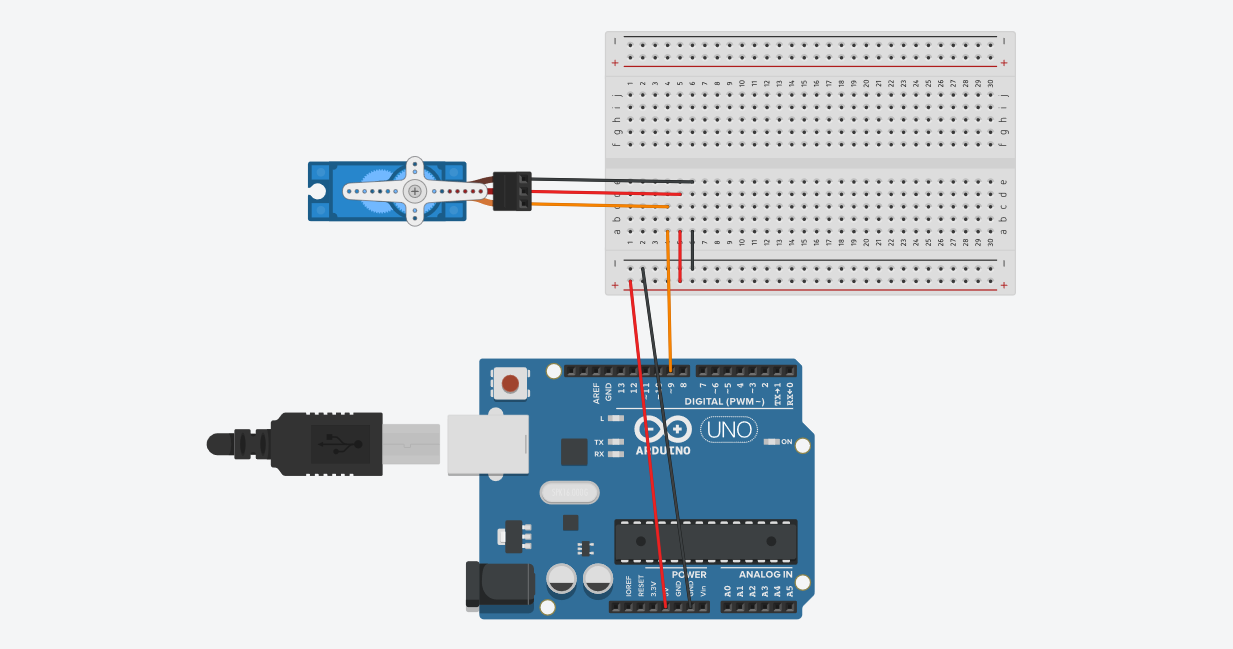 − −
+ +
1 2 3 4 5 6 7 8 9 10 11 12 13 14 15 16 17 18 19 20 21 22 23 24 25 26 27 28 29 30
j j
i i
h h
g g
f f
e e
d d
c c
b b
a a
1 2 3 4 5 6 7 8 9 10 11 12 13 14 15 16 17 18 19 20 21 22 23 24 25 26 27 28 29 30
− −
+ +
AREF GND 13 12 ~11 ~10 ~9 8 7 ~6 ~5 4 ~3 2 TX→1 RX←0
DIGITAL (PWM~)
L
UNO
TX ON
RX ARDUINO
POWER ANALOG IN
IOREF RESET 3.3V 5V GND GND Vin A0 A1 A2 A3 A4 A5